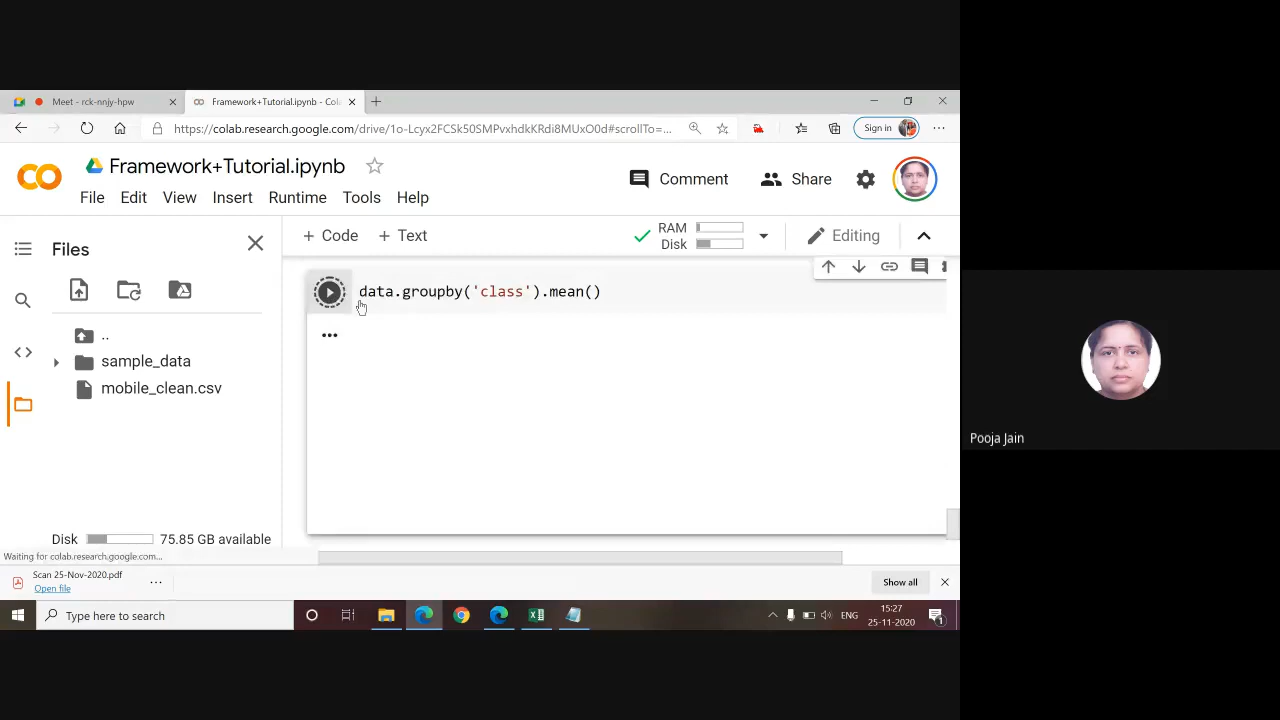 Meet - rck-nnjy-hpw
Framework+Tutorial.ipynb - Col
https://colab.research.google.com/drive/1o-Lcyx2FCSk50SMPvxhdkKRdi8MUxO0d#scrollTo=...
Sign in
Framework+Tutorial.ipynb
Comment
Share
File Edit View Insert Runtime Tools Help
Files
+ Code + Text
RAM
Disk
Editing
data.groupby('class').mean()
..
sample_data
mobile_clean.csv
Disk 75.85 GB available
Waiting for colab.research.google.com...
Scan 25-Nov-2020.pdf
Open file
Show all
Type here to search
ENG
15:27
25-11-2020
1
Pooja Jain